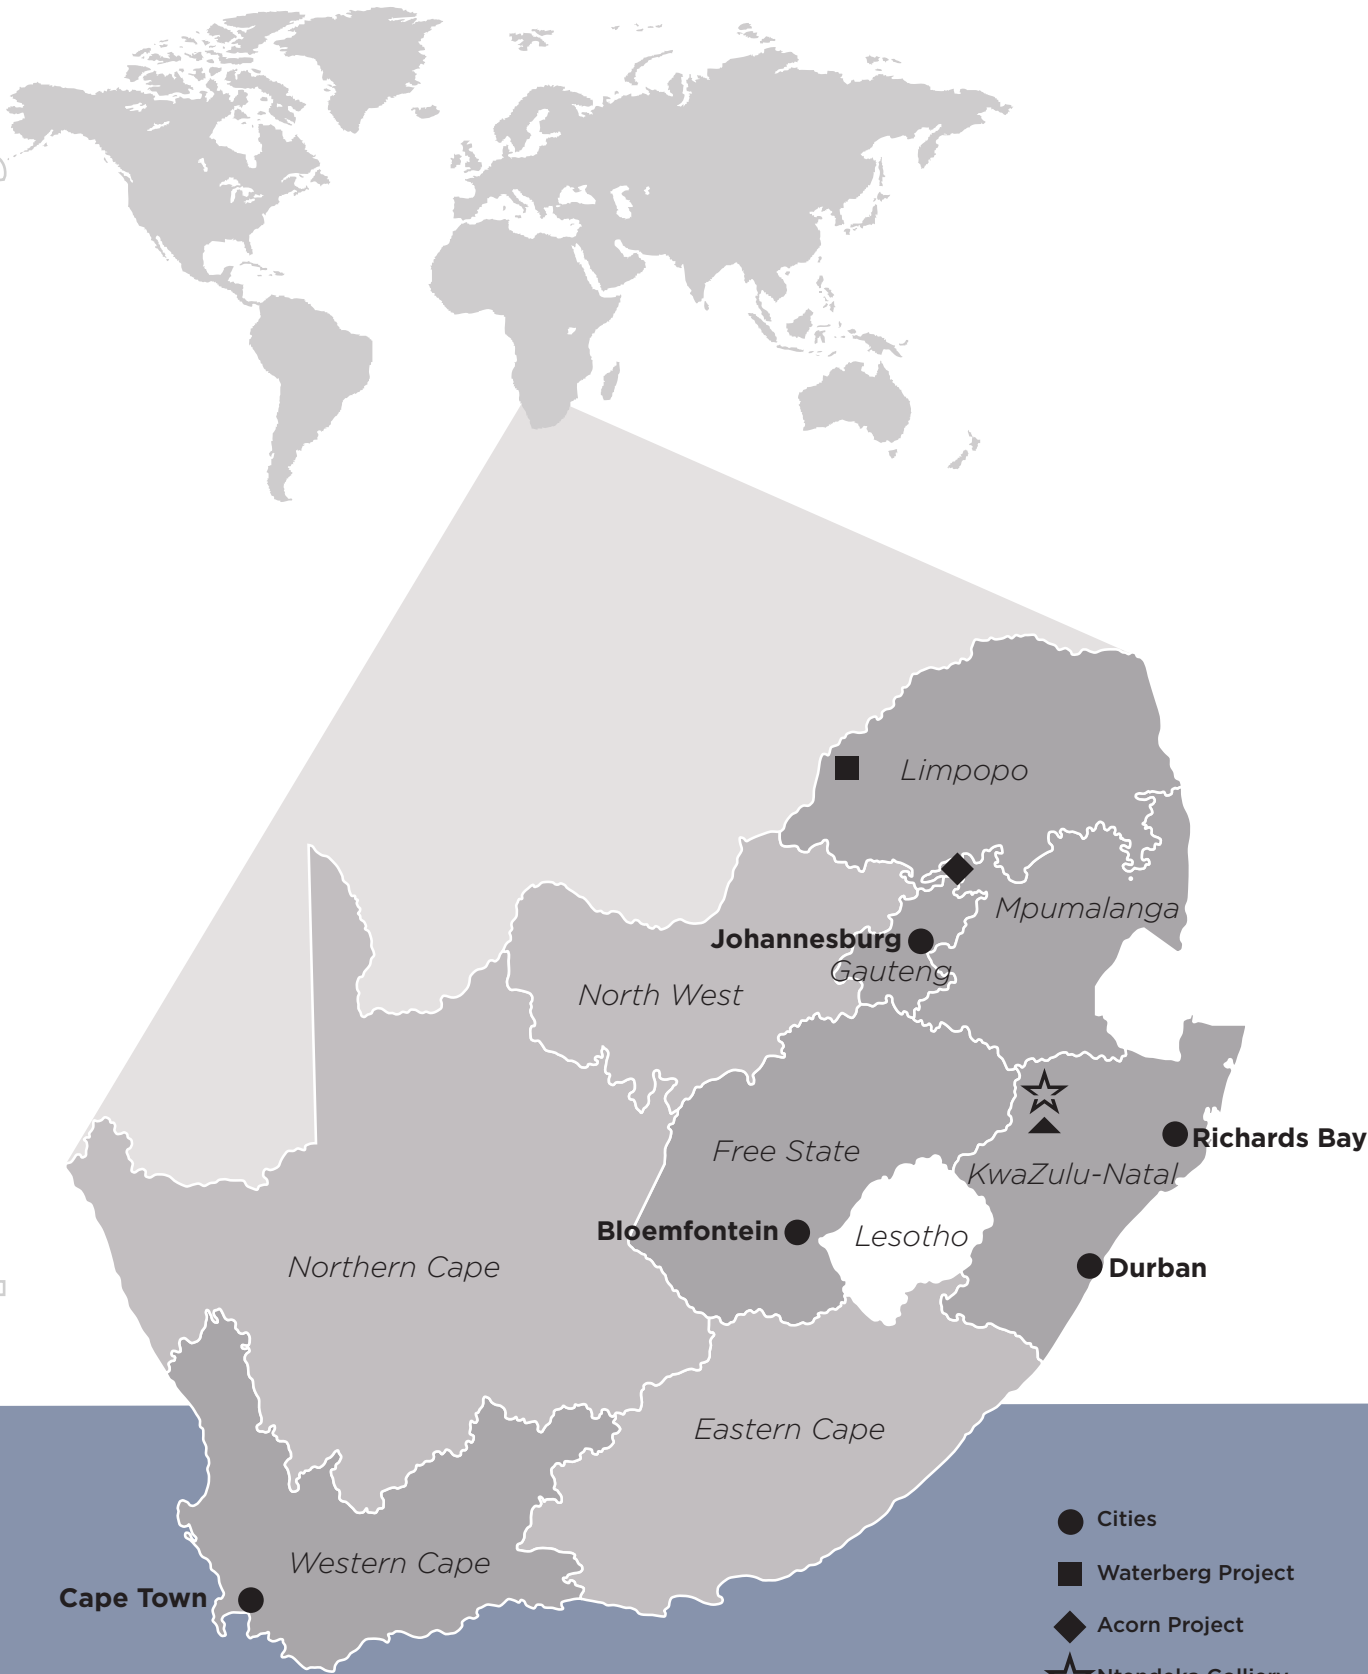 Limpopo
Mpumalanga
Johannesburg
Gauteng
North West
Free State
Richards Bay
KwaZulu-Natal
Bloemfontein
Lesotho
Northern Cape
Durban
Eastern Cape
Cities
Western Cape
Waterberg Project
Cape Town
Acorn Project